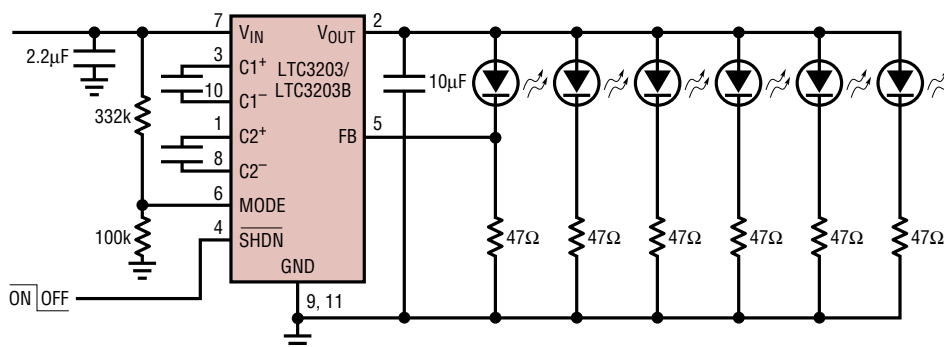 7
V_IN
V_OUT
2
2.2µF
3
C1+
LTC3203/
LTC3203B
10
C1–
10µF
332k
1
C2+
FB
5
8
C2–
6
MODE
100k
4
SHDN
47Ω
47Ω
47Ω
47Ω
47Ω
47Ω
GND
9, 11
ON OFF